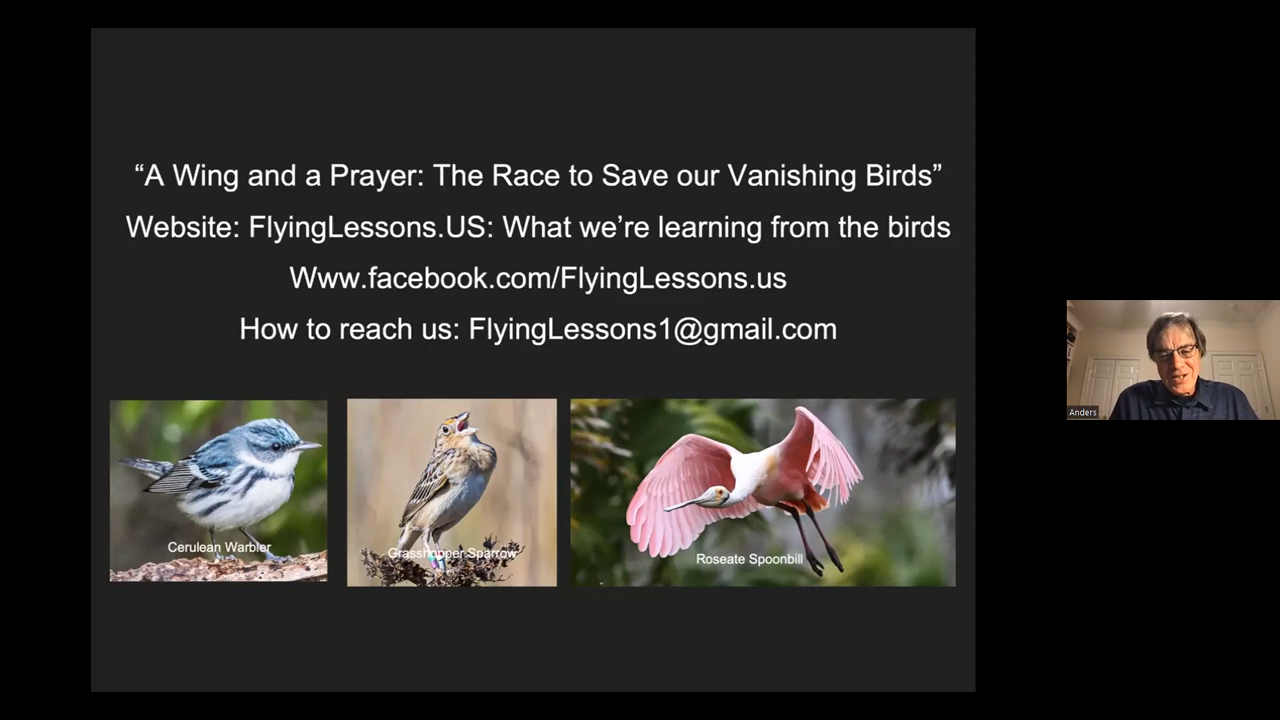 “A Wing and a Prayer: The Race to Save our Vanishing Birds”
Website: FlyingLessons.US: What we’re learning from the birds
Www.facebook.com/FlyingLessons.us
How to reach us: FlyingLessons1@gmail.com
Cerulean Warbler
Grasshopper Sparrow
Roseate Spoonbill
Anders